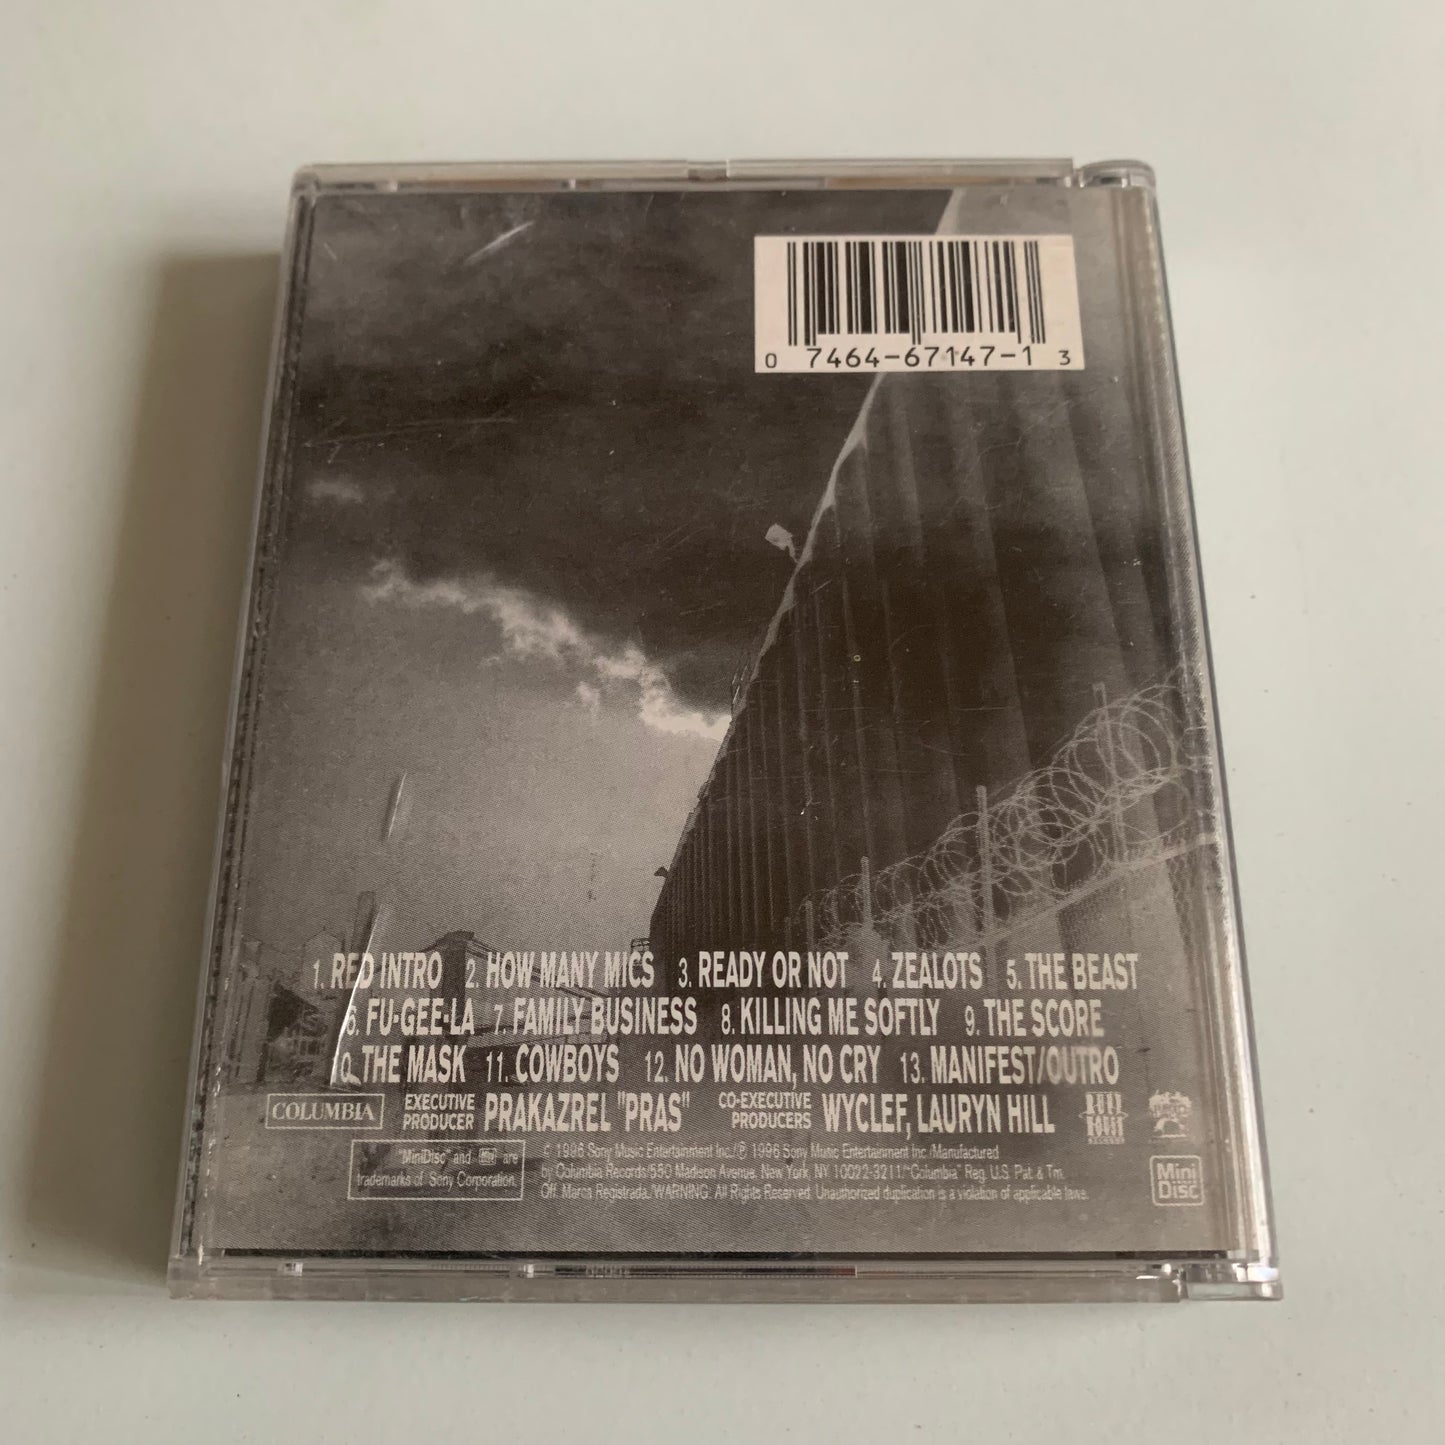 0 7464-67147-1 3
1. RED INTRO 2. HOW MANY MICS 3. READY OR NOT 4. ZEALOTS 5. THE BEAST
6. FU-GEE-LA 7. FAMILY BUSINESS 8. KILLING ME SOFTLY 9. THE SCORE
10. THE MASK 11. COWBOYS 12. NO WOMAN, NO CRY 13. MANIFEST/OUTRO
COLUMBIA
EXECUTIVE
PRODUCER PRAKAZREL "PRAS"
CO-EXECUTIVE
PRODUCERS WYCLEF, LAURYN HILL
RUFF
HOUSE
"MiniDisc" and are
trademarks of Sony Corporation.
© 1996 Sony Music Entertainment Inc./℗ 1996 Sony Music Entertainment Inc./Manufactured
by Columbia Records/550 Madison Avenue, New York, NY 10022-3211/"Columbia" Reg. U.S. Pat. & Tm.
Off. Marca Registrada./WARNING: All Rights Reserved. Unauthorized duplication is a violation of applicable laws.
Mini
Disc